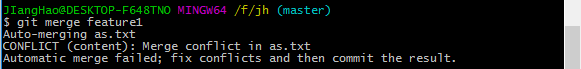 JIangHao@DESKTOP-F648TNO MINGW64 /f/jh (master)
$ git merge feature1
Auto-merging as.txt
CONFLICT (content): Merge conflict in as.txt
Automatic merge failed; fix conflicts and then commit the result.